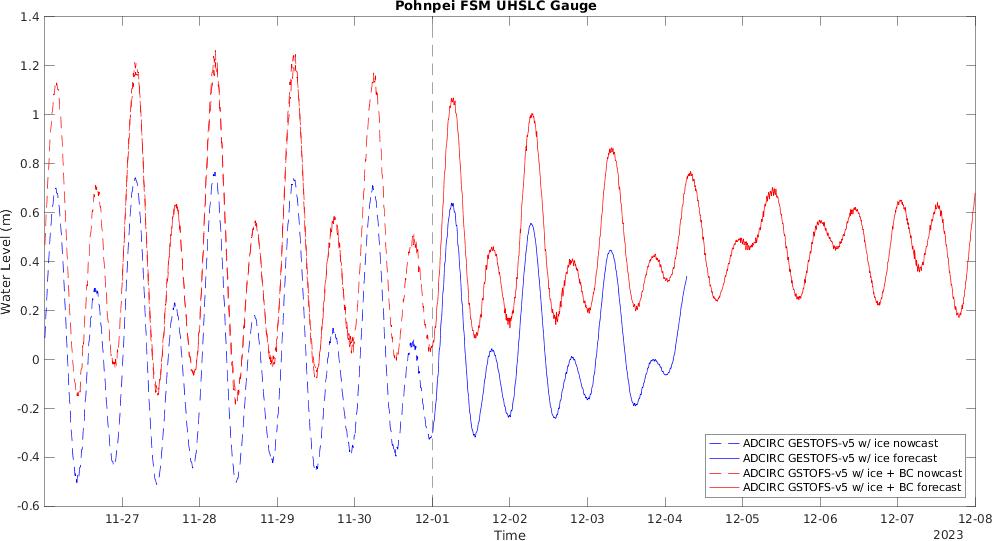 Pohnpei FSM UHSLC Gauge
1.4
1.2
1
0.8
0.6
0.4
0.2
0
-0.2
-0.4
-0.6
Water Level (m)
11-27 11-28 11-29 11-30 12-01 12-02 12-03 12-04 12-05 12-06 12-07 12-08
Time
2023
ADCIRC GESTOFS-v5 w/ ice nowcast
ADCIRC GESTOFS-v5 w/ ice forecast
ADCIRC GSTOFS-v5 w/ ice + BC nowcast
ADCIRC GSTOFS-v5 w/ ice + BC forecast